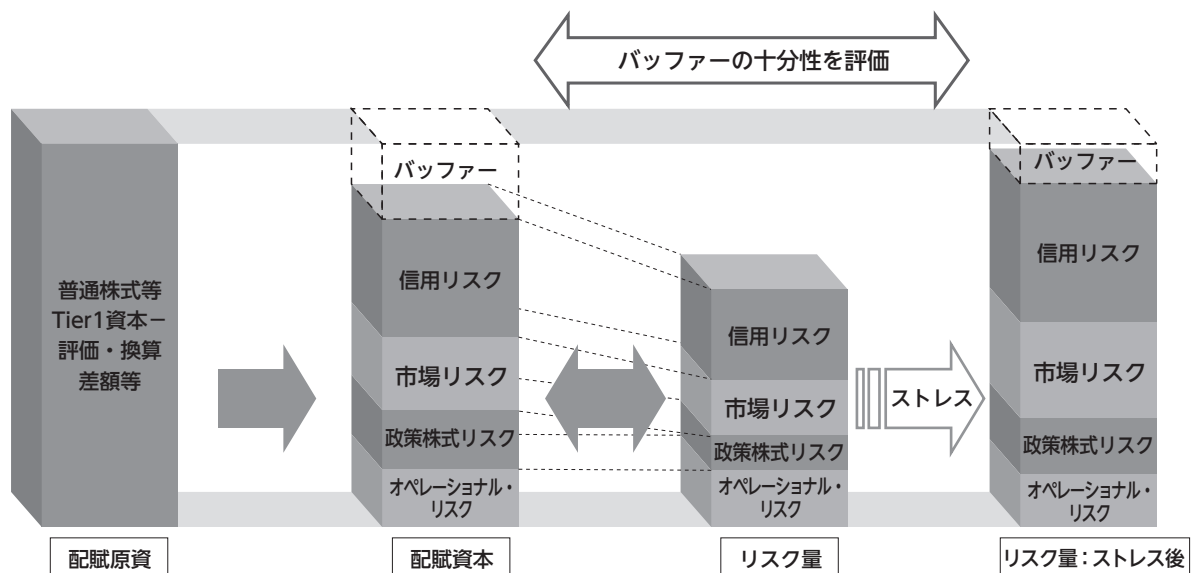 バッファーの十分性を評価
普通株式等
Tier1資本－
評価・換算
差額等
配賦原資
バッファー
信用リスク
市場リスク
政策株式リスク
オペレーショナル・
リスク
配賦資本
信用リスク
市場リスク
政策株式リスク
オペレーショナル・
リスク
リスク量
ストレス
バッファー
信用リスク
市場リスク
政策株式リスク
オペレーショナル・
リスク
リスク量：ストレス後